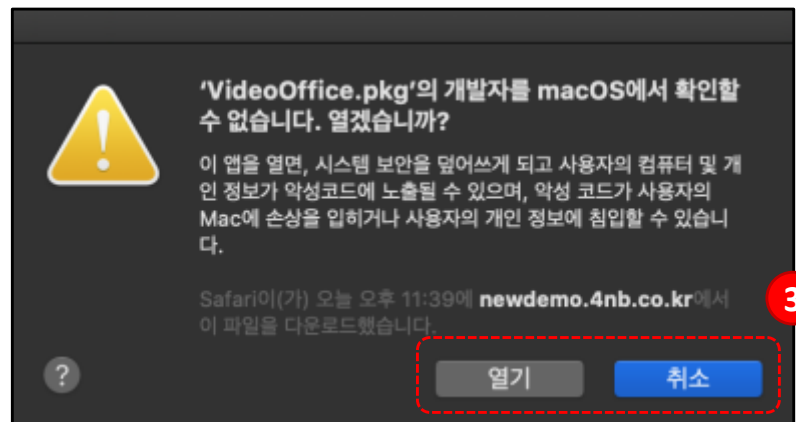 'VideoOffice.pkg'의 개발자를 macOS에서 확인할
수 없습니다. 열겠습니까?
이 앱을 열면, 시스템 보안을 덮어쓰게 되고 사용자의 컴퓨터 및 개
인 정보가 악성코드에 노출될 수 있으며, 악성 코드가 사용자의
Mac에 손상을 입히거나 사용자의 개인 정보에 침입할 수 있습니
다.
Safari이(가) 오늘 오후 11:39에 newdemo.4nb.co.kr에서
이 파일을 다운로드했습니다.
3
?
열기
취소